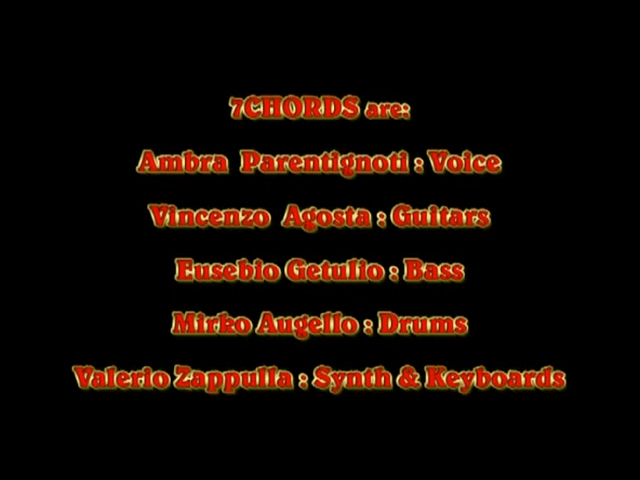 7CHORDS are:
Ambra Parentignoti : Voice
Vincenzo Agosta : Guitars
Eusebio Getulio : Bass
Mirko Augello : Drums
Valerio Zappulla : Synth & Keyboards